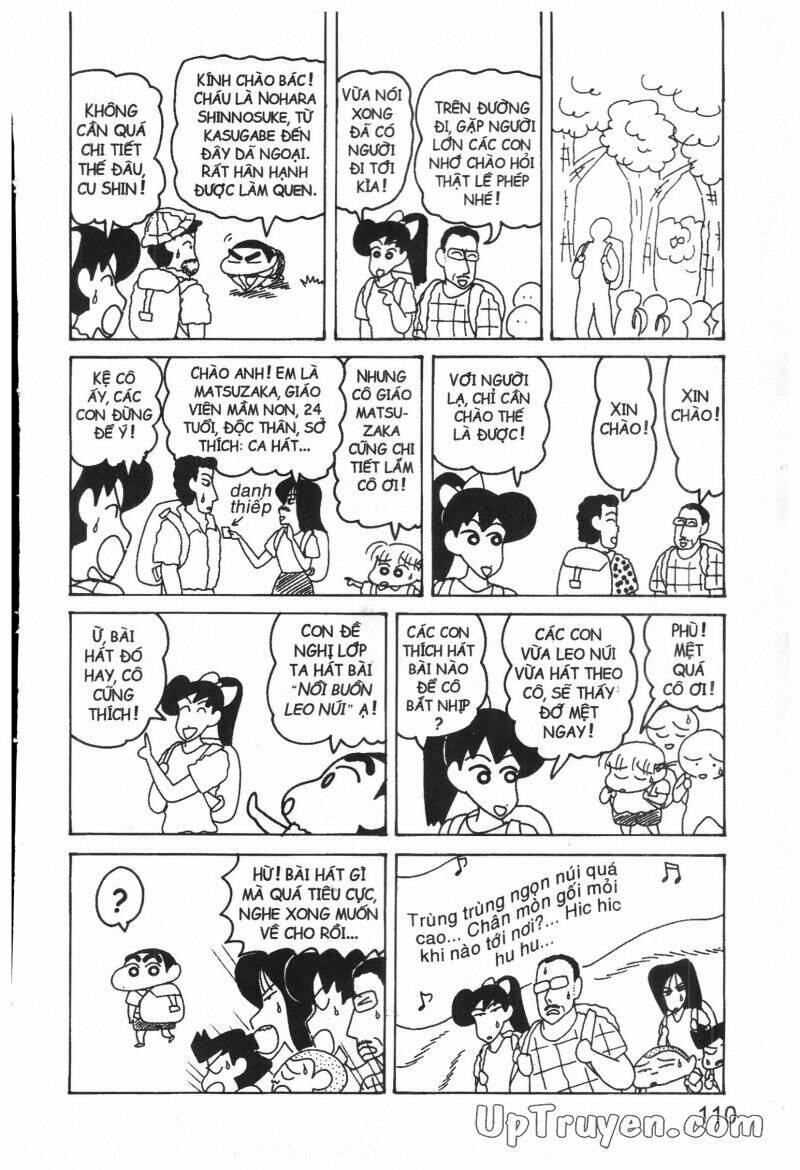 TRÊN ĐƯỜNG
ĐI, GẶP NGƯỜI
LỚN CÁC CON
NHỚ CHÀO HỎI
THẬT LỄ PHÉP
NHÉ!
VỪA NÓI
XONG
ĐÃ CÓ
NGƯỜI
ĐI TỚI
KÌA!
KÍNH CHÀO BÁC!
CHÁU LÀ NOHARA
SHINNOSUKE, TỪ
KASUGABE ĐẾN
ĐÂY DÃ NGOẠI.
RẤT HÂN HẠNH
ĐƯỢC LÀM QUEN.
KHÔNG
CẦN QUÁ
CHI TIẾT
THẾ ĐÂU,
CU SHIN!
XIN
CHÀO!
XIN
CHÀO!
VỚI NGƯỜI
LẠ, CHỈ CẦN
CHÀO THẾ
LÀ ĐƯỢC!
NHƯNG
CÔ GIÁO
MATSU-
ZAKA
CŨNG CHI
TIẾT LẮM
CÔ ƠI!
CHÀO ANH! EM LÀ
MATSUZAKA, GIÁO
VIÊN MẦM NON, 24
TUỔI, ĐỘC THÂN, SỞ
THÍCH: CA HÁT...
danh
thiếp
KỆ CÔ
ẤY, CÁC
CON ĐỪNG
ĐỂ Ý!
PHÙ!
MỆT
QUÁ
CÔ ƠI!
CÁC CON
VỪA LEO NÚI
VỪA HÁT THEO
CÔ, SẼ THẤY
ĐỠ MỆT
NGAY!
CÁC CON
THÍCH HÁT
BÀI NÀO
ĐỂ CÔ
BẮT NHỊP
?
CON ĐỀ
NGHỊ LỚP
TA HÁT BÀI
"NỖI BUỒN
LEO NÚI" Ạ!
Ừ, BÀI
HÁT ĐÓ
HAY, CÔ
CŨNG
THÍCH!
Trùng trùng ngọn núi quá
cao... Chân mòn gối mỏi
khi nào tới nơi?... Hic hic
hu hu...
HỪ! BÀI HÁT GÌ
MÀ QUÁ TIÊU CỰC,
NGHE XONG MUỐN
VỀ CHO RỒI...
?
110
UpTruyen.com